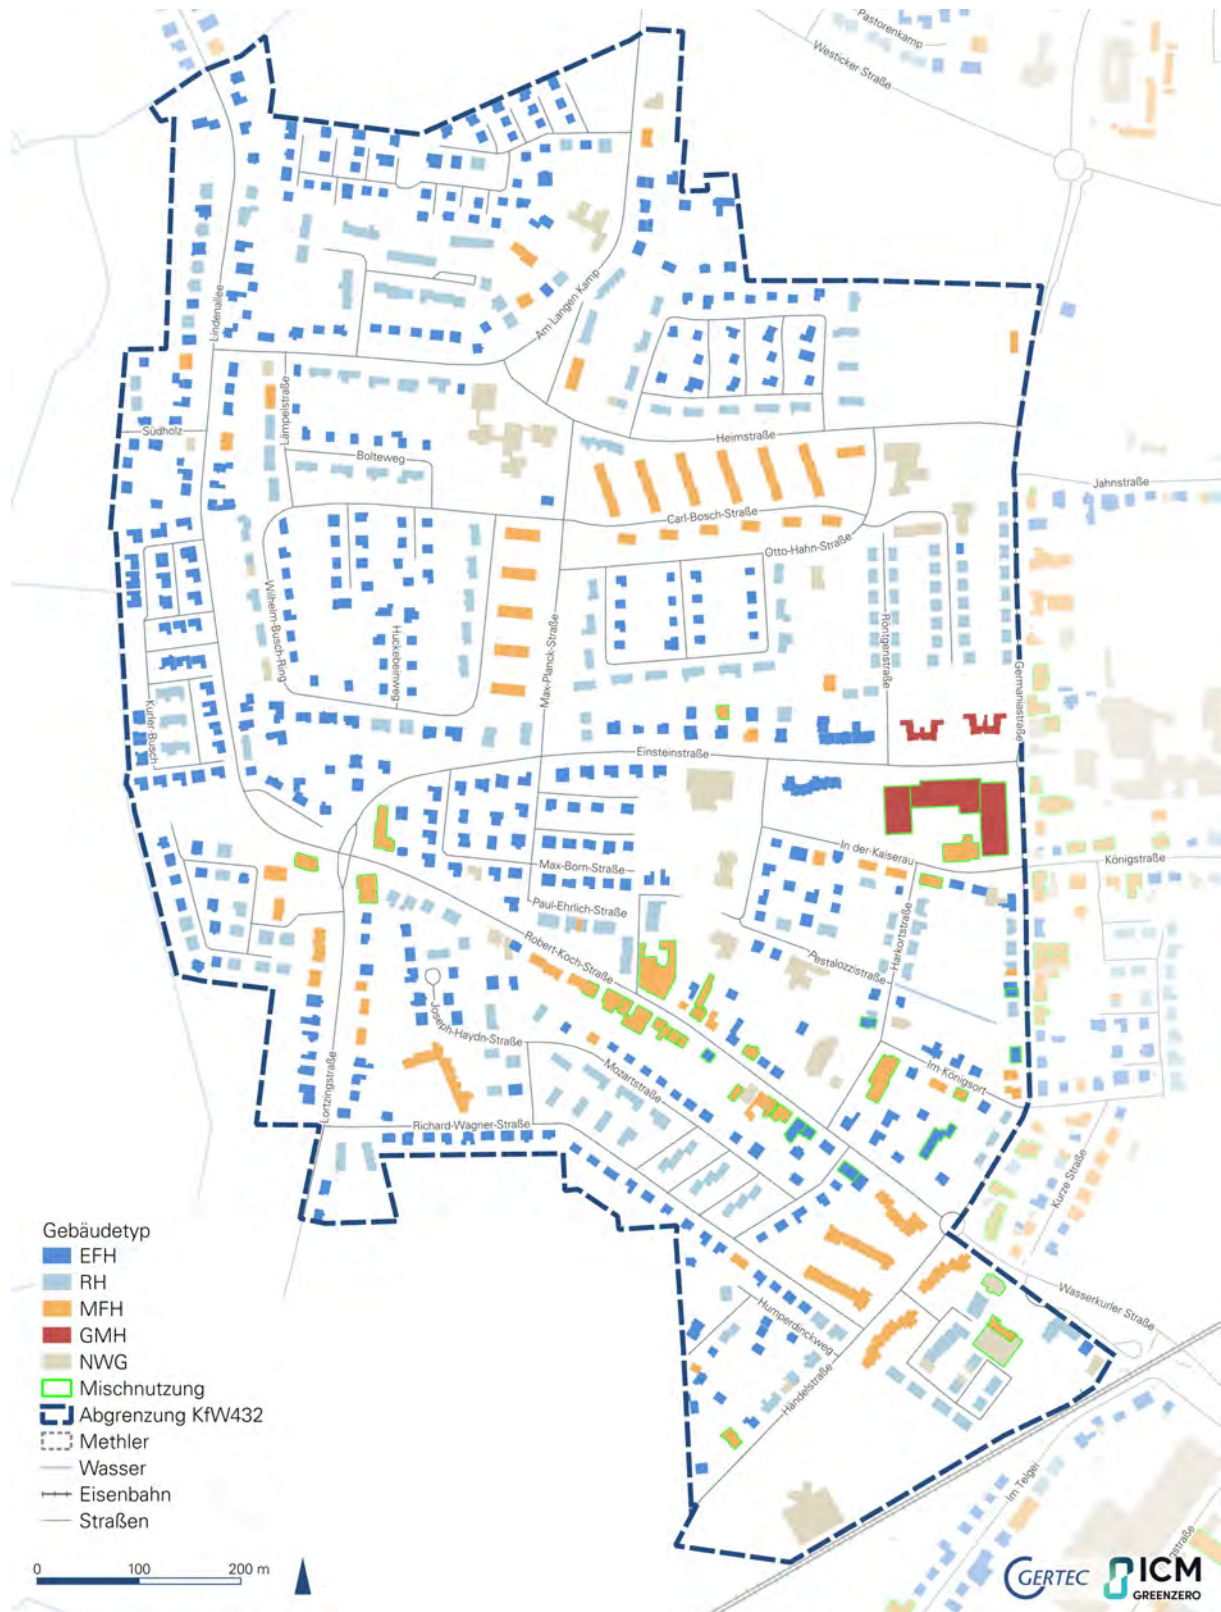 Pastorenkamp
Westicker Straße
Lindenallee
Am Langen Kamp
Südholz
Lämpelstraße
Bolteweg
Heimstraße
Jahnstraße
Carl-Bosch-Straße
Otto-Hahn-Straße
Wilhelm-Busch-Ring
Huckebeinweg
Max-Planck-Straße
Röntgenstraße
Germaniastraße
Kurler Busch
Einsteinstraße
In der Kaiserau
Königstraße
Max-Born-Straße
Paul-Ehrlich-Straße
Robert-Koch-Straße
Harkortstraße
Pestalozzistraße
Joseph-Haydn-Straße
Mozartstraße
Im Königsort
Lortzingstraße
Richard-Wagner-Straße
Kurze Straße
Wasserkurler Straße
Humperdinckweg
Händelstraße
Im Telgei
straße
Gebäudetyp
EFH
RH
MFH
GMH
NWG
Mischnutzung
Abgrenzung KfW432
Methler
Wasser
Eisenbahn
Straßen
0 100 200 m
GERTEC
ICM
GREENZERO